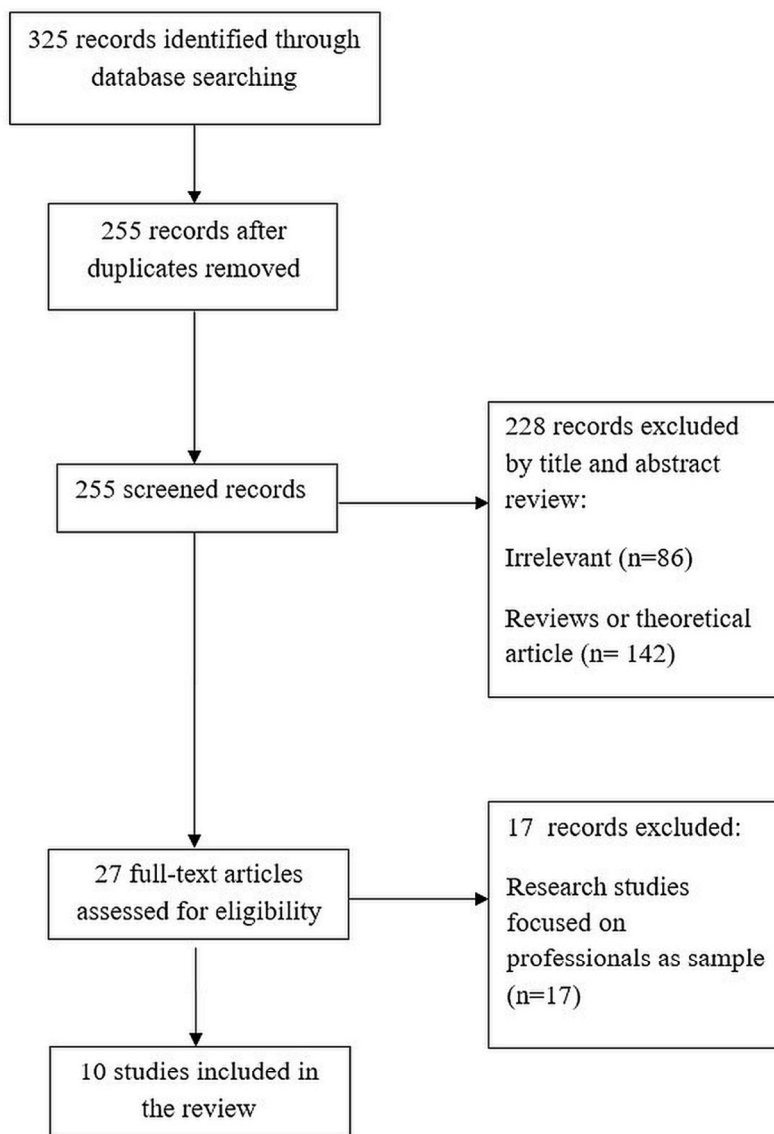 325 records identified through
database searching
255 records after
duplicates removed
255 screened records
228 records excluded
by title and abstract
review:
Irrelevant (n=86)
Reviews or theoretical
article (n= 142)
27 full-text articles
assessed for eligibility
17  records excluded:
Research studies
focused on
professionals as sample
(n=17)
10 studies included in
the review